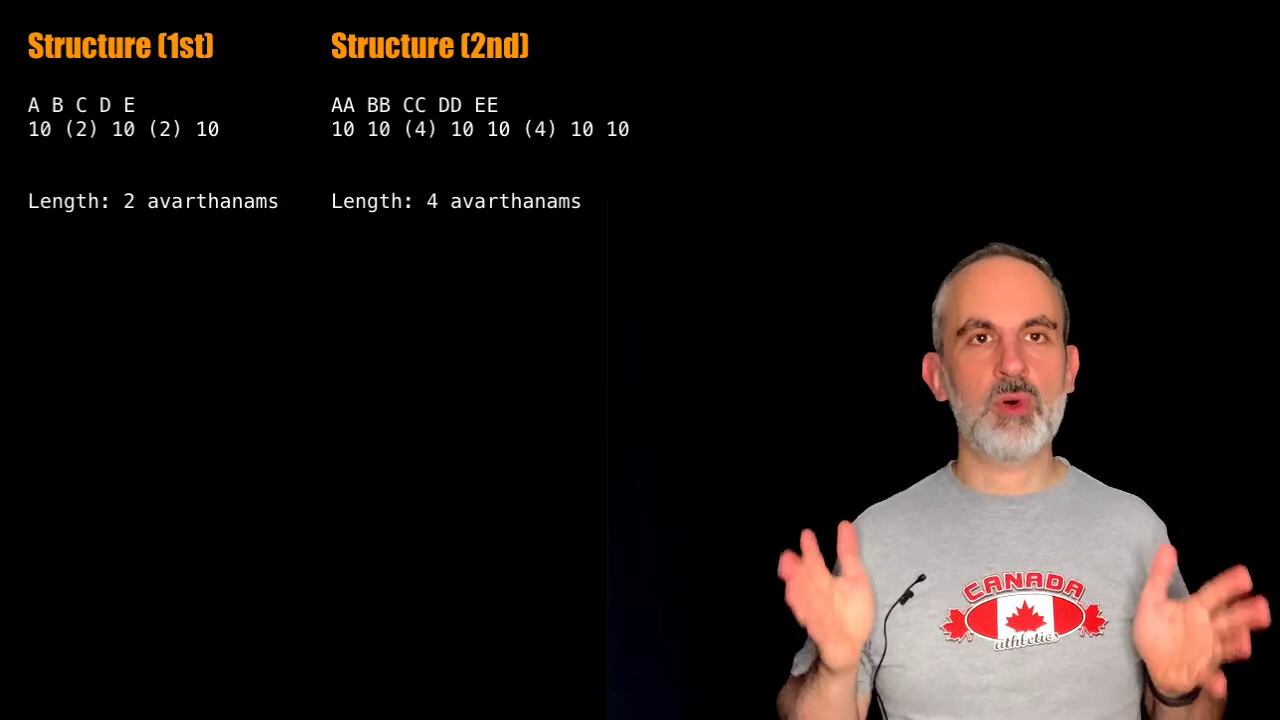 Structure (1st)
A B C D E
10 (2) 10 (2) 10
Length: 2 avarthanams
Structure (2nd)
AA BB CC DD EE
10 10 (4) 10 10 (4) 10 10
Length: 4 avarthanams
CANADA
athletics